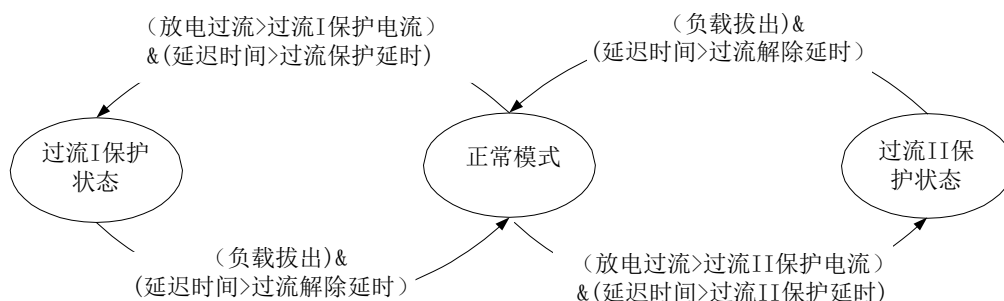 （放电过流>过流I保护电流)
&(延迟时间>过流保护延时)
（负载拔出)&
(延迟时间>过流解除延时）
过流I保护
状态
正常模式
过流II保
护状态
（负载拔出)&
(延迟时间>过流解除延时）
（放电过流>过流II保护电流）
&(延迟时间>过流II保护延时)